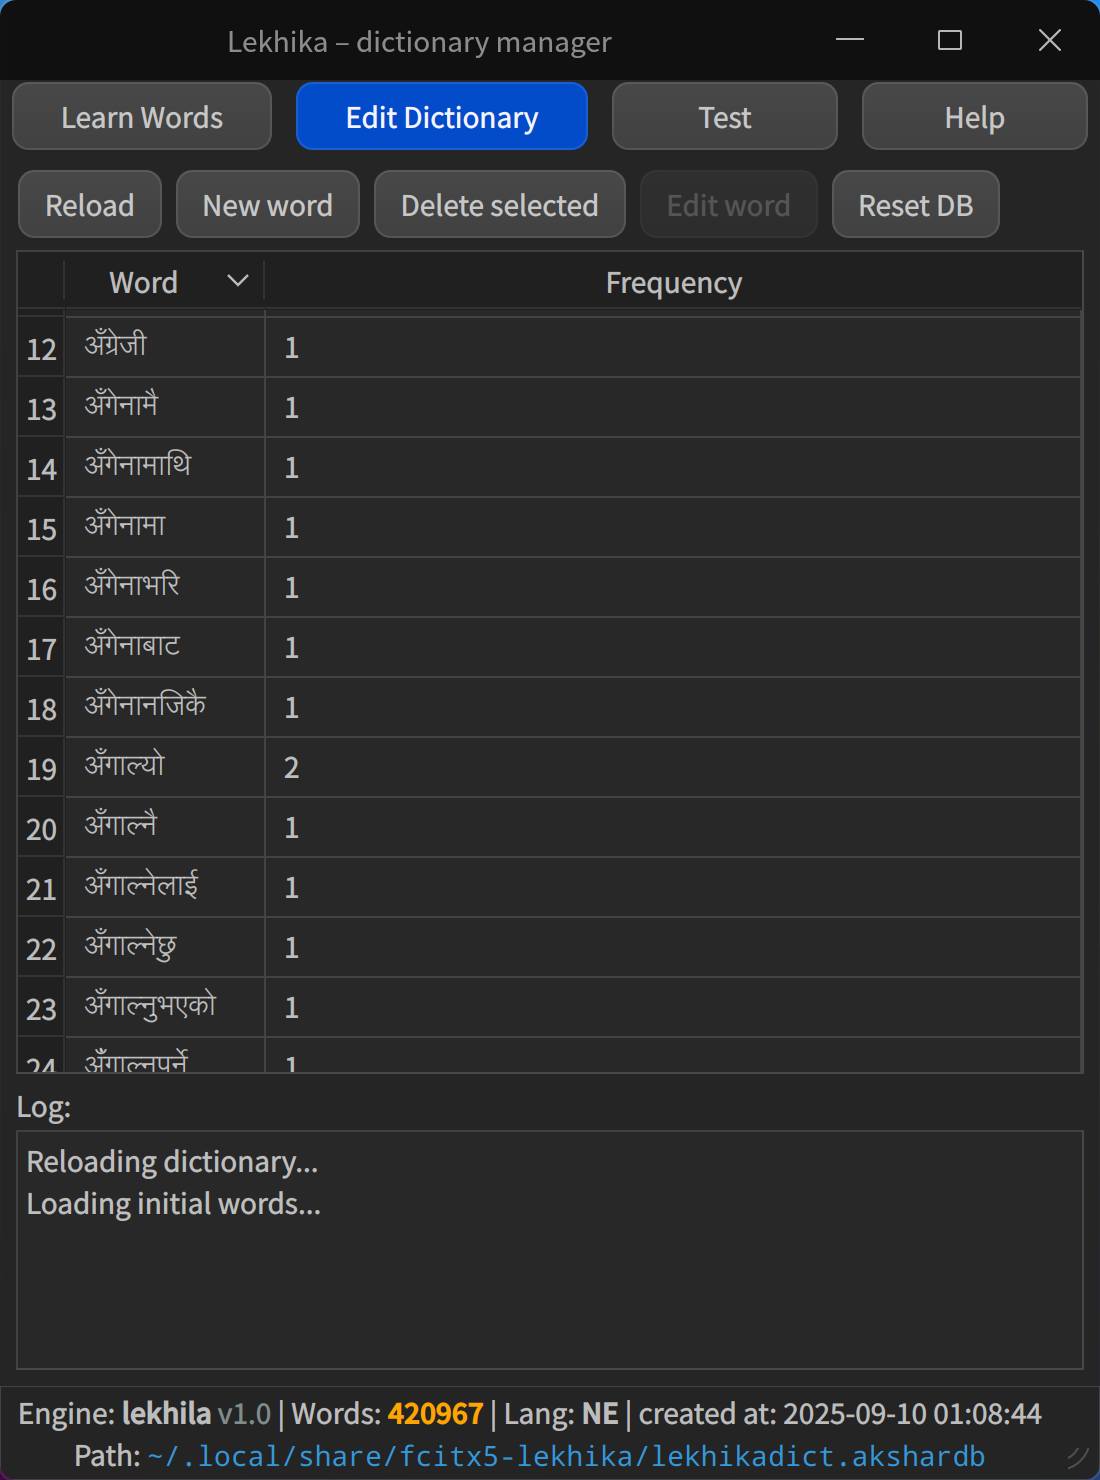 Lekhika – dictionary manager
Learn Words Edit Dictionary Test Help
Reload New word Delete selected Edit word Reset DB
Word Frequency
12 अँग्रेजी 1
13 अँगेनामै 1
14 अँगेनामाथि 1
15 अँगेनामा 1
16 अँगेनाभरि 1
17 अँगेनाबाट 1
18 अँगेनानजिकै 1
19 अँगाल्यो 2
20 अँगाल्नै 1
21 अँगाल्नेलाई 1
22 अँगाल्नेछु 1
23 अँगाल्नुभएको 1
24 1
Log:
Reloading dictionary...
Loading initial words...
Engine: lekhila v1.0 | Words: 420967 | Lang: NE | created at: 2025-09-10 01:08:44
Path: ~/.local/share/fcitx5-lekhika/lekhikadict.akshardb